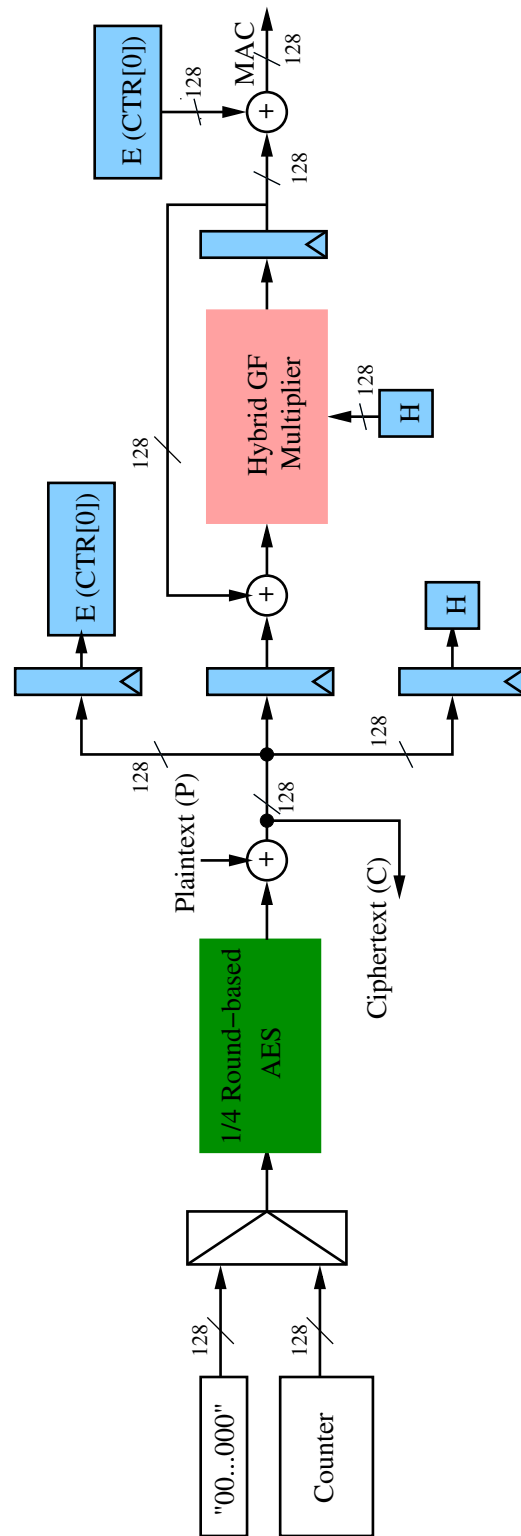 "00...000"
Counter
128
128
1/4 Round−based
AES
Plaintext (P)
Ciphertext (C)
128
128
128
E (CTR[0])
H
128
Hybrid GF
Multiplier
128
H
128
E (CTR[0])
128
MAC
128